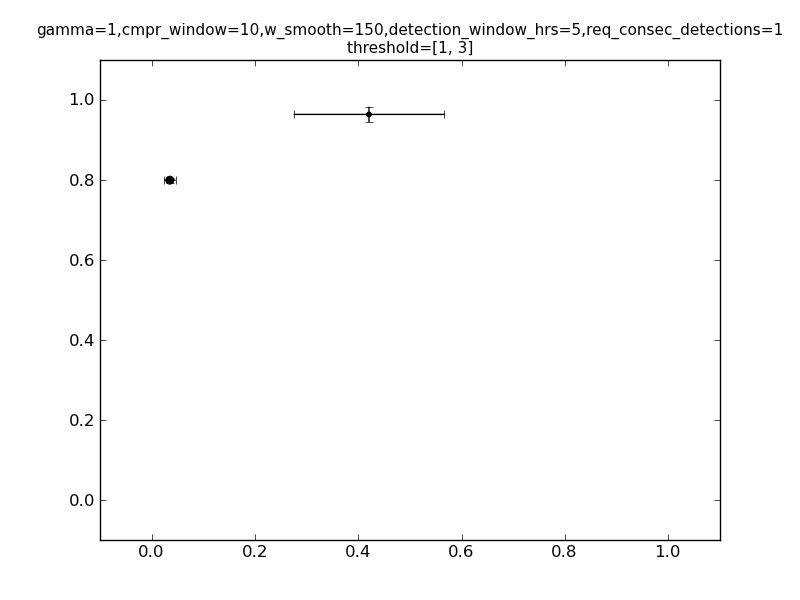 gamma=1,cmpr_window=10,w_smooth=150,detection_window_hrs=5,req_consec_detections=1
threshold=[1, 3]
1.0
0.8
0.6
0.4
0.2
0.0
0.0 0.2 0.4 0.6 0.8 1.0